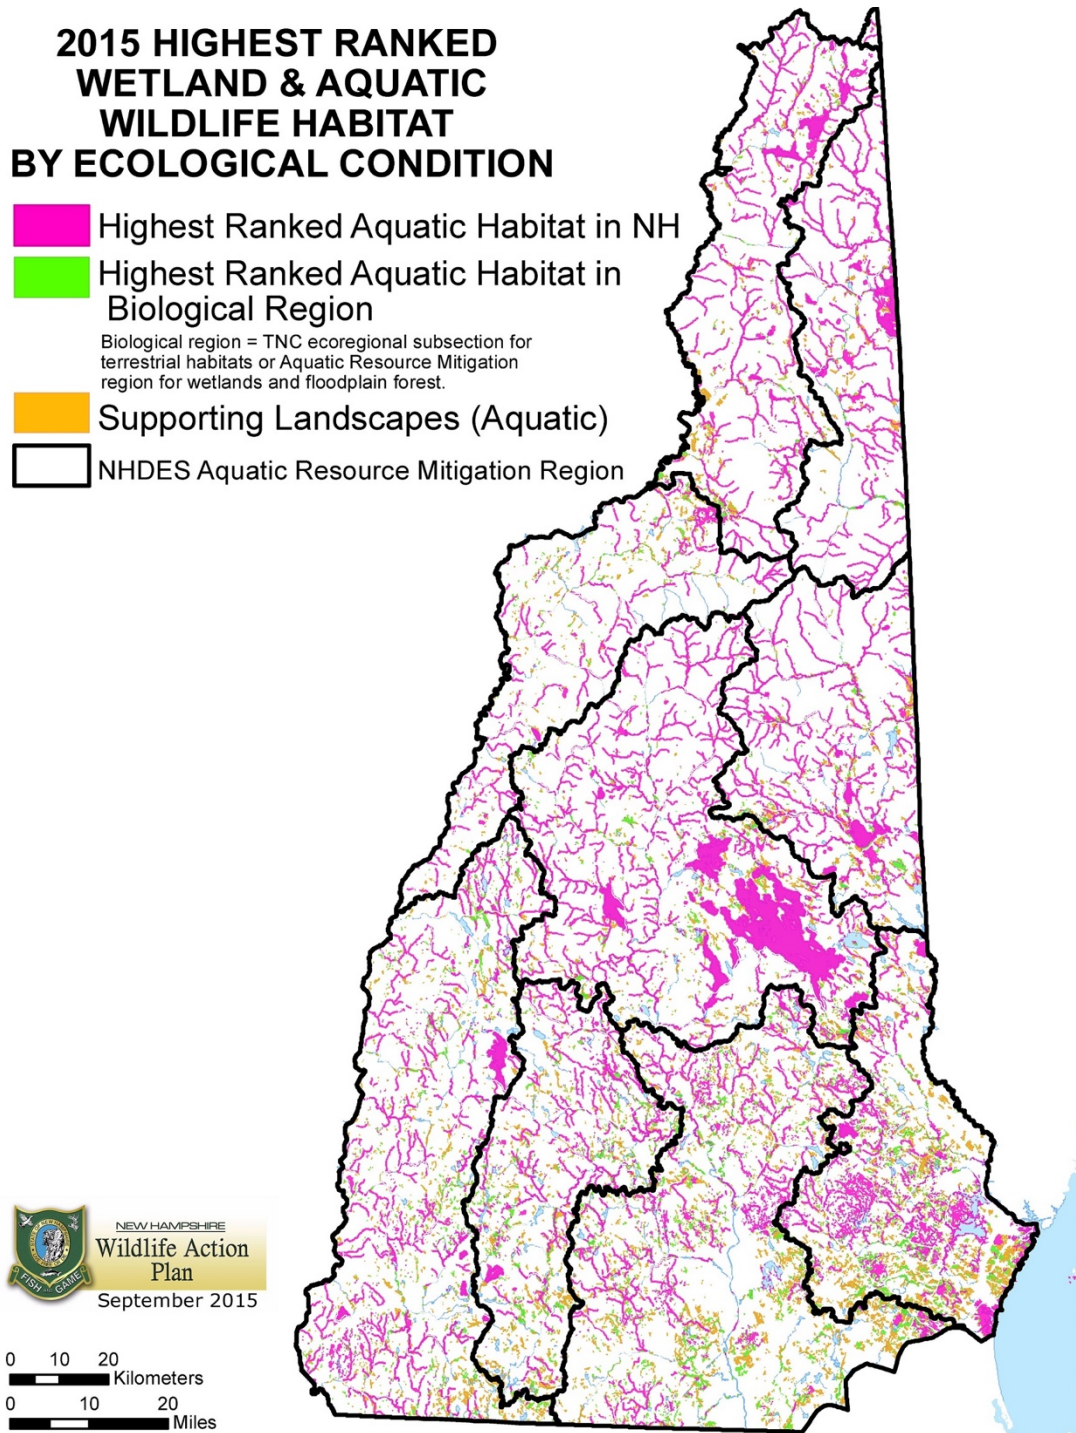 2015 HIGHEST RANKED
WETLAND & AQUATIC
WILDLIFE HABITAT
BY ECOLOGICAL CONDITION
Highest Ranked Aquatic Habitat in NH
Highest Ranked Aquatic Habitat in
Biological Region
Biological region = TNC ecoregional subsection for
terrestrial habitats or Aquatic Resource Mitigation
region for wetlands and floodplain forest.
Supporting Landscapes (Aquatic)
NHDES Aquatic Resource Mitigation Region
NEW HAMPSHIRE
Wildlife Action
Plan
FISH AND GAME
September 2015
0 10 20
Kilometers
0 10 20
Miles